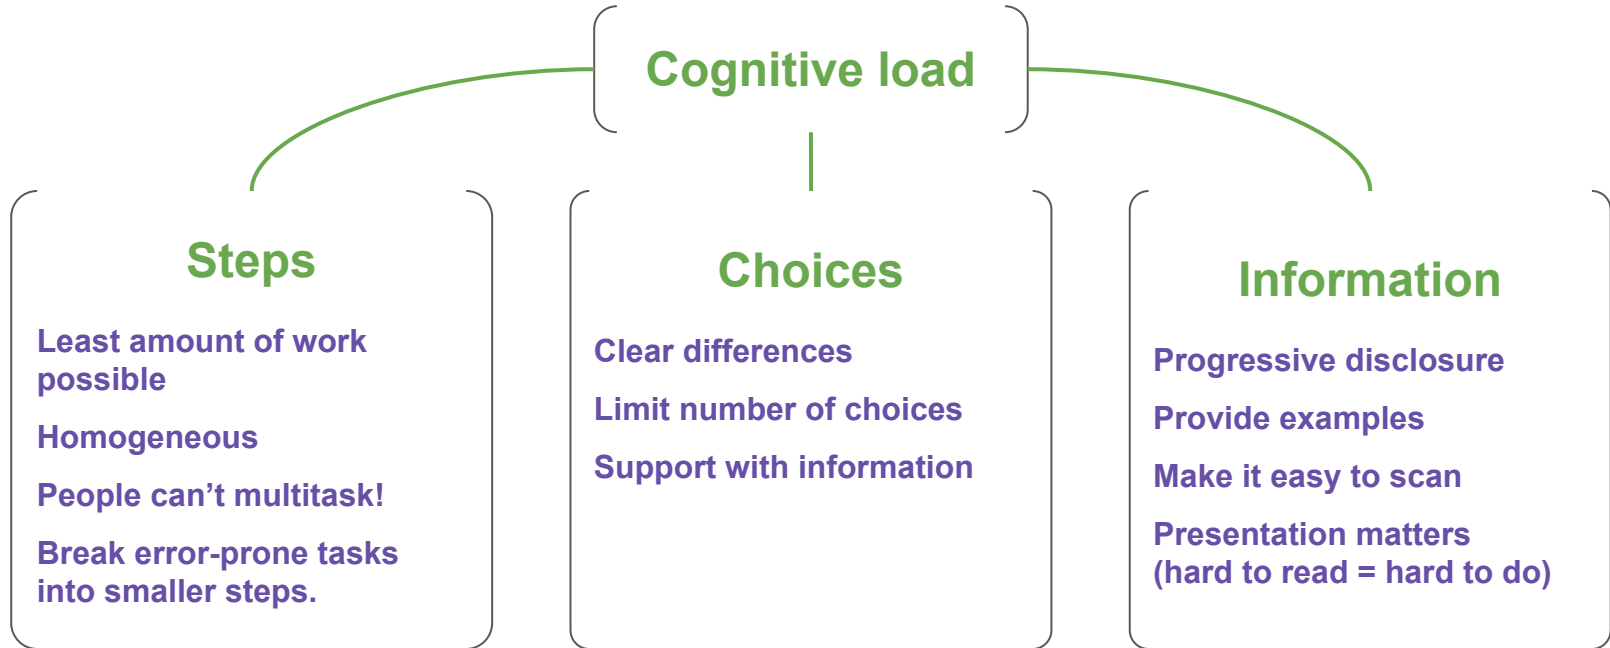 Cognitive load
Steps
Least amount of work
possible
Homogeneous
People can’t multitask!
Break error-prone tasks
into smaller steps.
Choices
Clear differences
Limit number of choices
Support with information
Information
Progressive disclosure
Provide examples
Make it easy to scan
Presentation matters
(hard to read = hard to do)